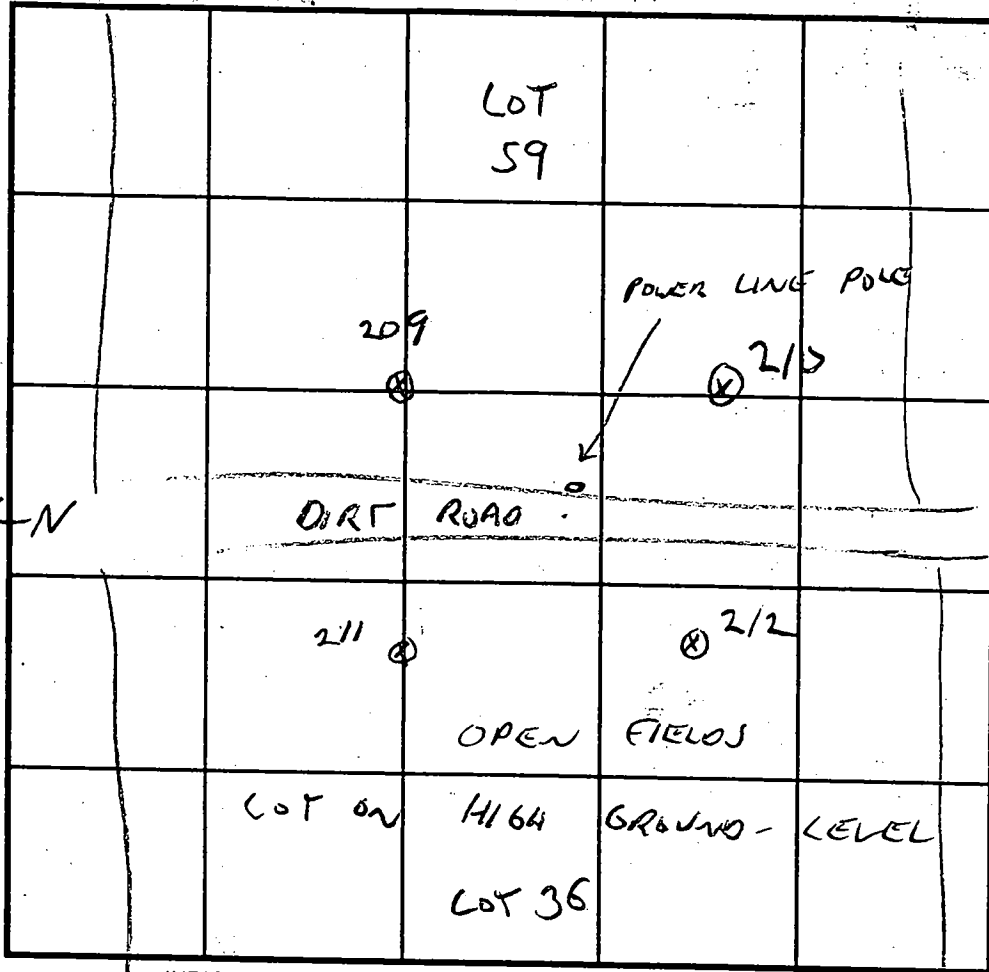 LOT
59
POWER LINE POLE
209
210
N
DIRT ROAD
211
212
OPEN FIELDS
LOT ON HIGH GROUND - LEVEL
LOT 36